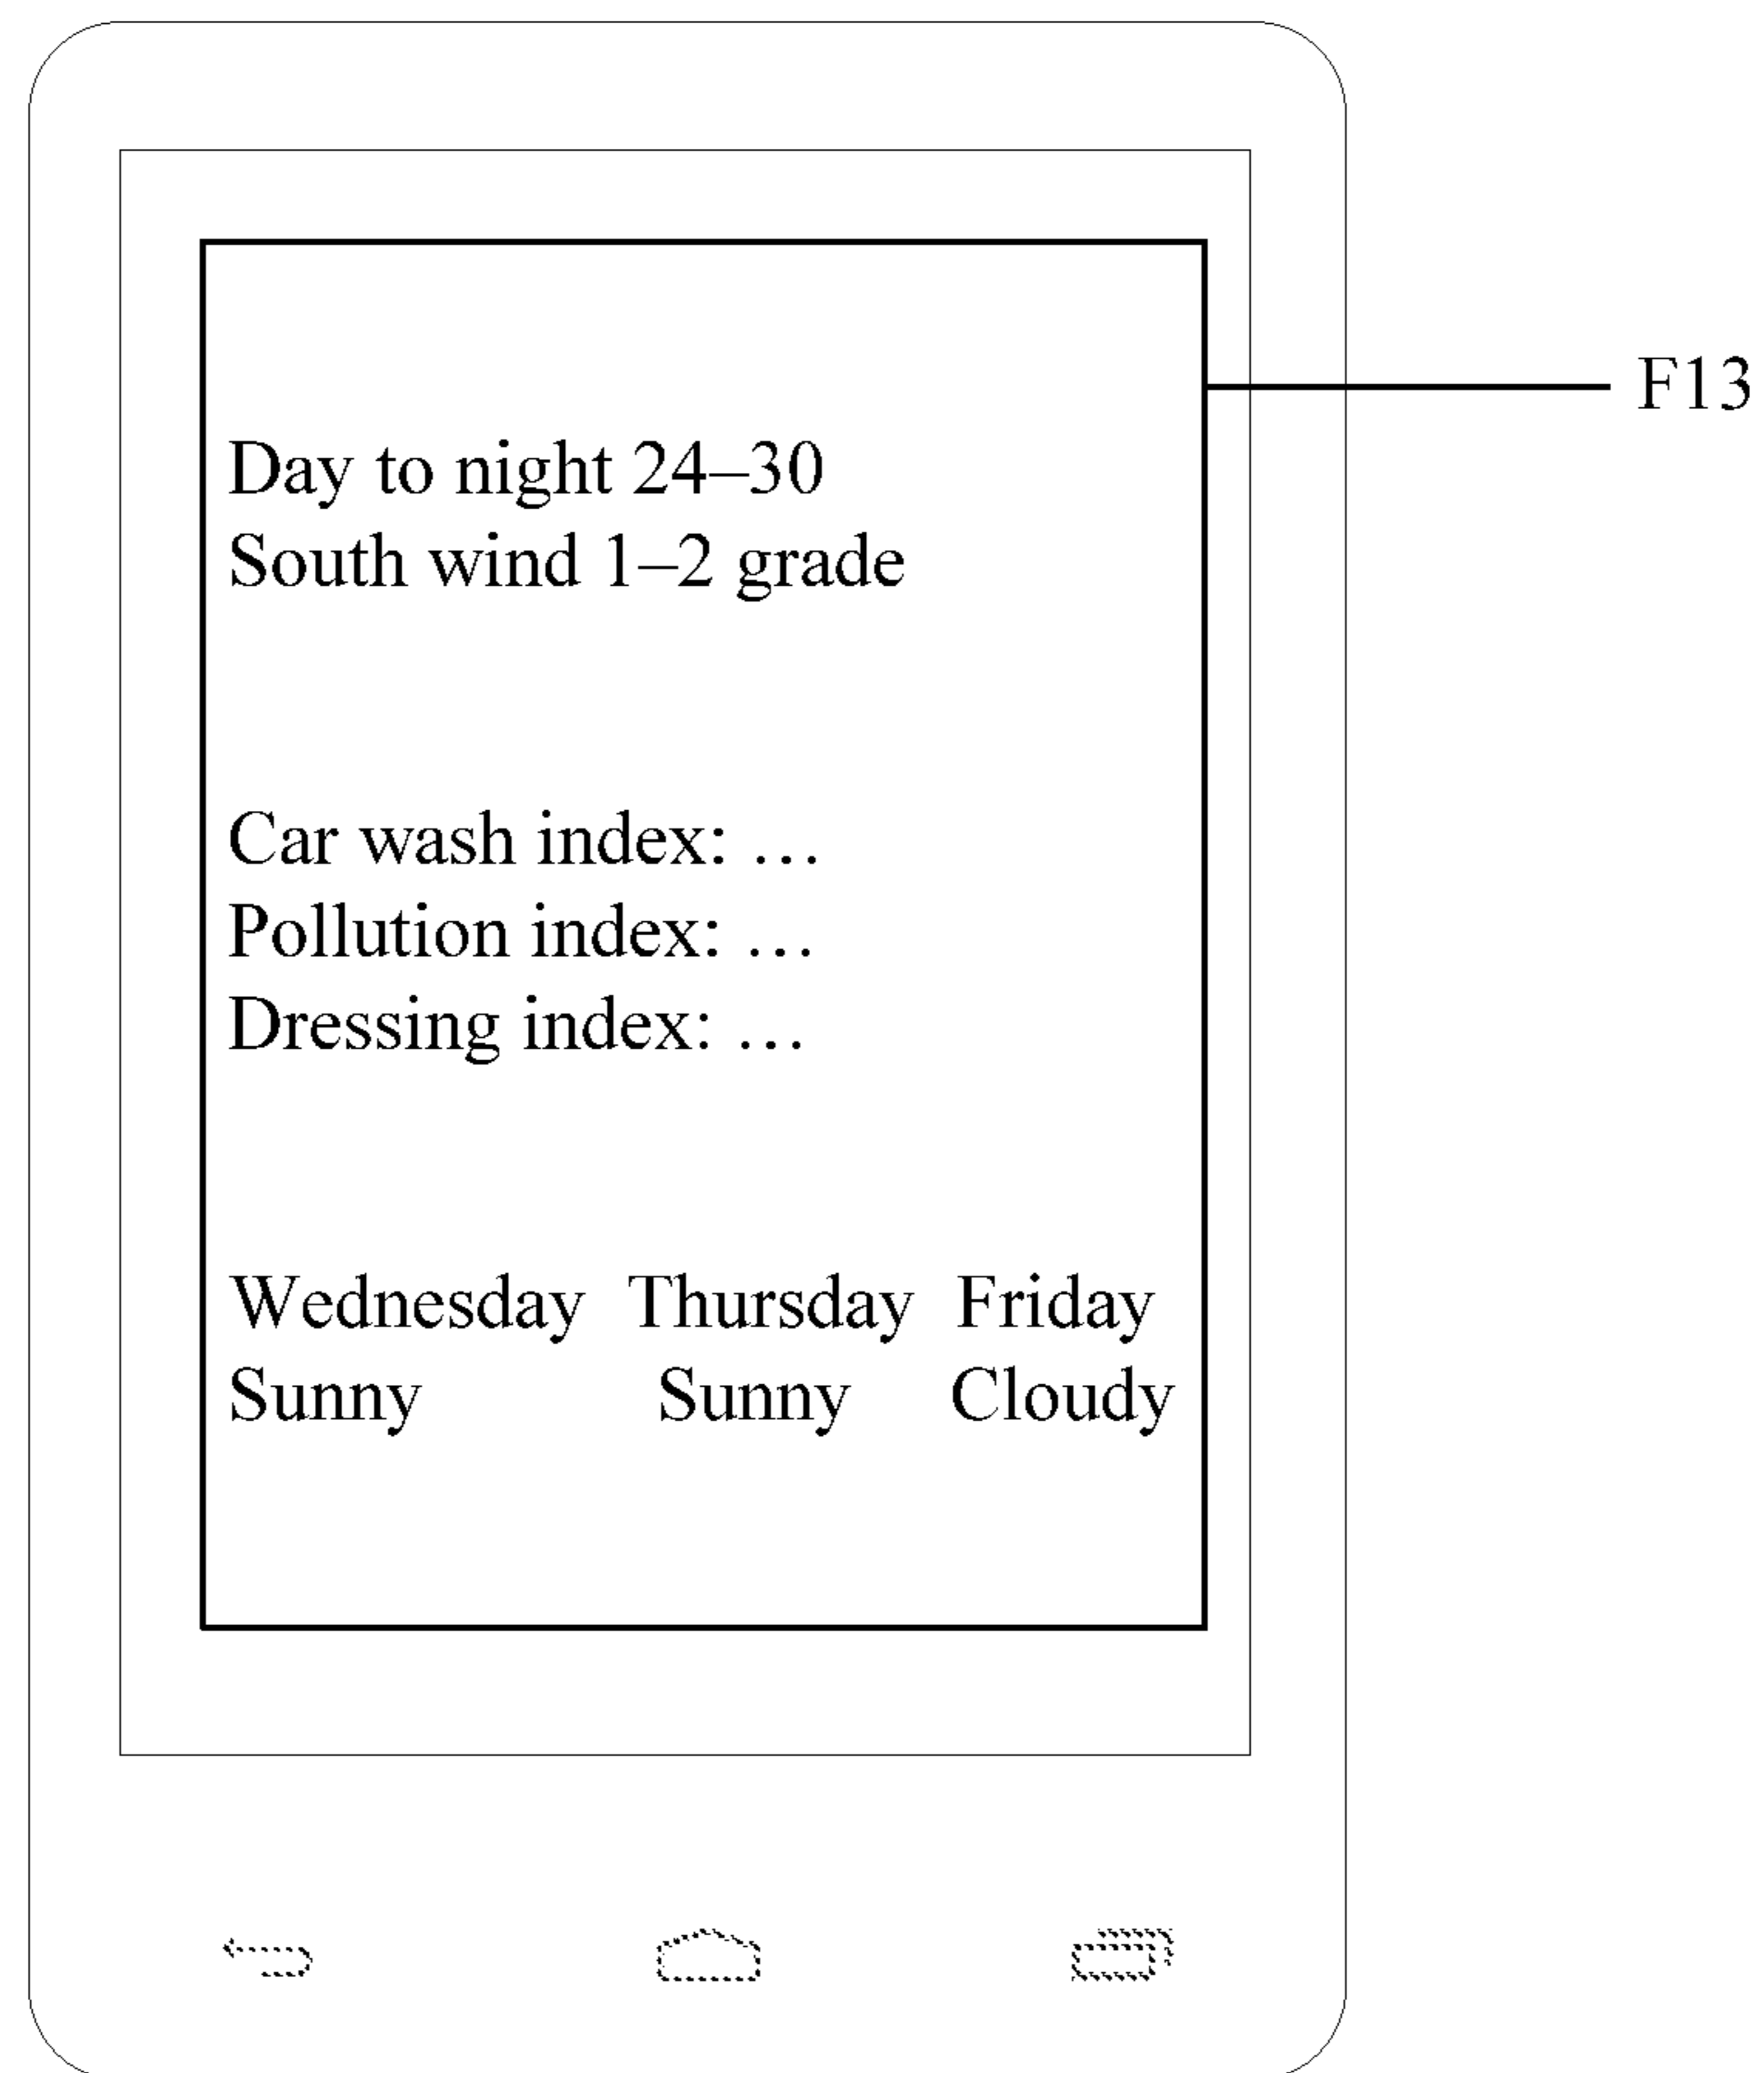 F13
Day to night 24–30
South wind 1–2 grade
Car wash index: ...
Pollution index: ...
Dressing index: ...
Wednesday Thursday Friday
Sunny Sunny Cloudy